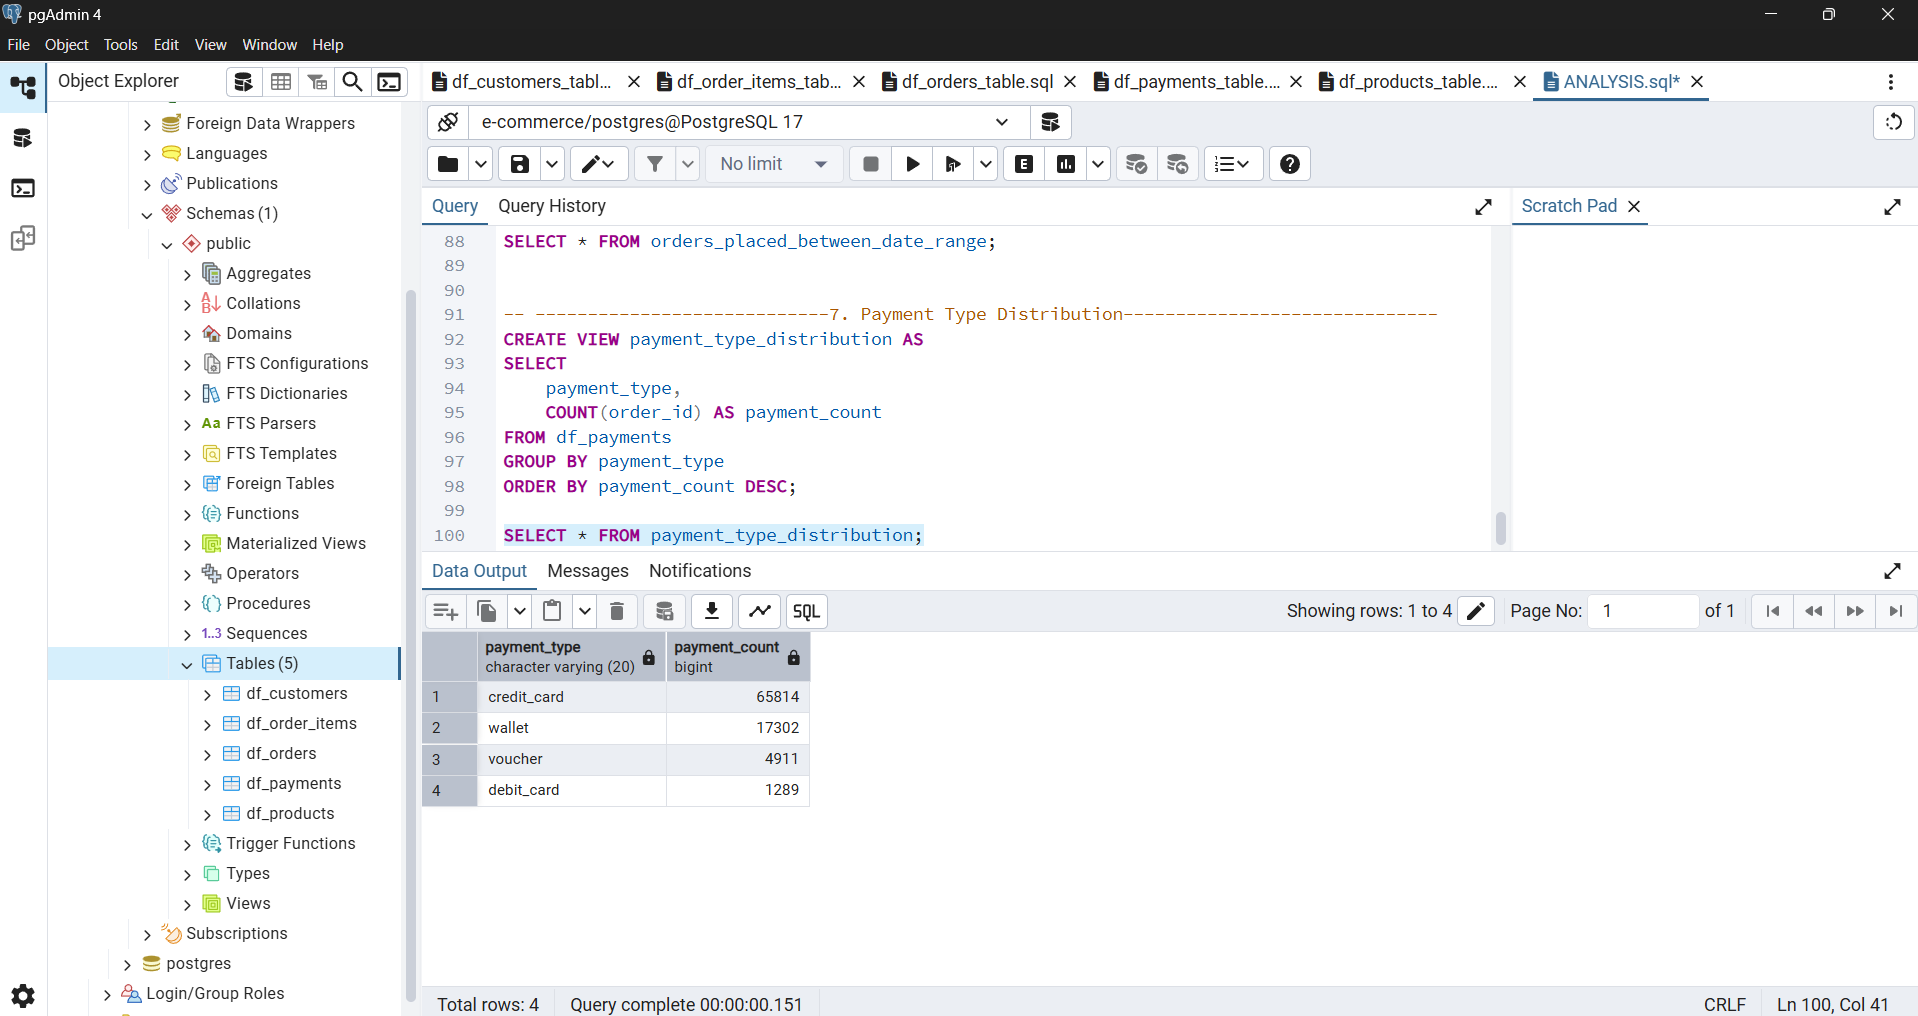 pgAdmin 4
File Object Tools Edit View Window Help
Object Explorer
df_customers_tabl... df_order_items_tab... df_orders_table.sql df_payments_table.... df_products_table.... ANALYSIS.sql*
Foreign Data Wrappers
Languages
Publications
Schemas (1)
public
Aggregates
Collations
Domains
FTS Configurations
FTS Dictionaries
Aa FTS Parsers
FTS Templates
Foreign Tables
Functions
Materialized Views
Operators
Procedures
1..3 Sequences
Tables (5)
df_customers
df_order_items
df_orders
df_payments
df_products
Trigger Functions
Types
Views
Subscriptions
postgres
Login/Group Roles
e-commerce/postgres@PostgreSQL 17
No limit
E
Query Query History
Scratch Pad
88 SELECT * FROM orders_placed_between_date_range;
89
90
91 -- ----------------------------7. Payment Type Distribution------------------------------
92 CREATE VIEW payment_type_distribution AS
93 SELECT
94 payment_type,
95 COUNT(order_id) AS payment_count
96 FROM df_payments
97 GROUP BY payment_type
98 ORDER BY payment_count DESC;
99
100 SELECT * FROM payment_type_distribution;
Data Output Messages Notifications
SQL
Showing rows: 1 to 4 Page No: 1 of 1
payment_type payment_count
character varying (20) bigint
1 credit_card 65814
2 wallet 17302
3 voucher 4911
4 debit_card 1289
Total rows: 4 Query complete 00:00:00.151 CRLF Ln 100, Col 41